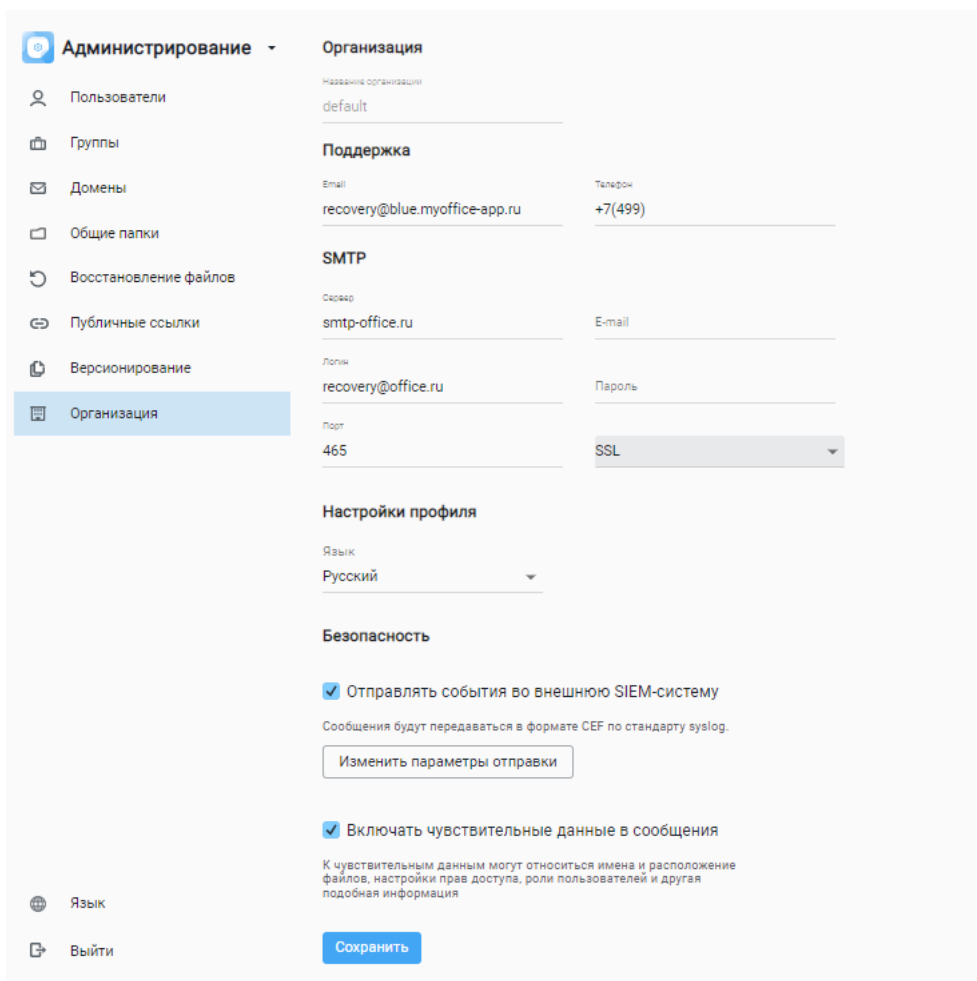 Администрирование
Пользователи
Группы
Домены
Общие папки
Восстановление файлов
Публичные ссылки
Версионирование
Организация
Язык
Выйти
Организация
Название организации
default
Поддержка
Email
Телефон
recovery@blue.myoffice-app.ru
+7(499)
SMTP
Сервер
smtp-office.ru
E-mail
Логин
recovery@office.ru
Пароль
Порт
465
SSL
Настройки профиля
Язык
Русский
Безопасность
Отправлять события во внешнюю SIEM-систему
Сообщения будут передаваться в формате CEF по стандарту syslog.
Изменить параметры отправки
Включать чувствительные данные в сообщения
К чувствительным данным могут относиться имена и расположение
файлов, настройки прав доступа, роли пользователей и другая
подобная информация
Сохранить